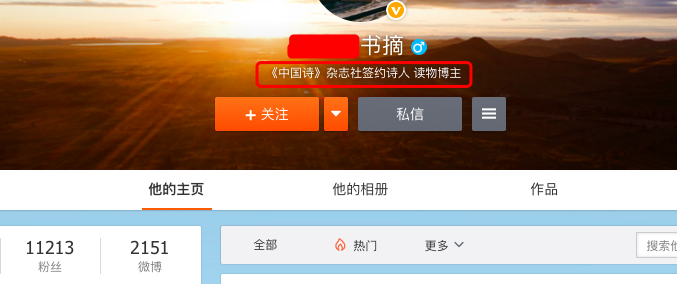 书摘
《中国诗》杂志社签约诗人 读物博主
+ 关注
私信
他的主页 他的相册 作品
11213 2151 全部 热门 更多 搜索他
粉丝 微博